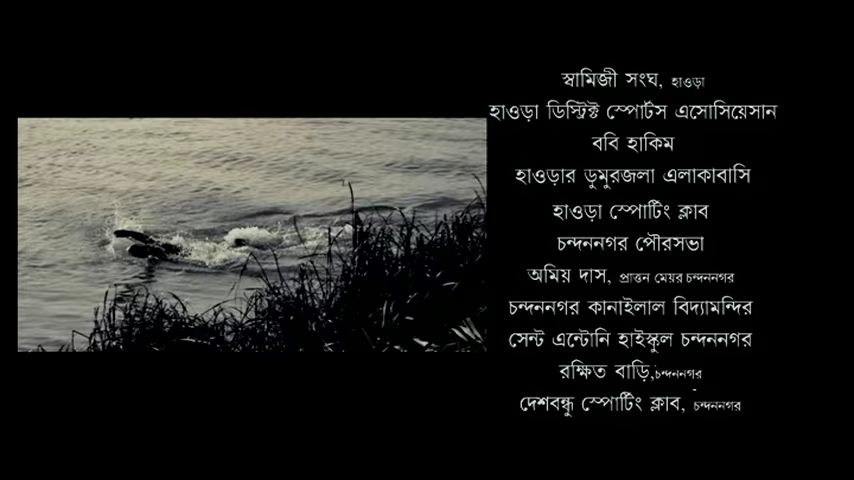 স্বামিজী সংঘ, হাওড়া
হাওড়া ডিস্ট্রিক্ট স্পোর্টস এসোসিয়েসান
ববি হাকিম
হাওড়ার ডুমুরজলা এলাকাবাসি
হাওড়া স্পোটিং ক্লাব
চন্দননগর পৌরসভা
অমিয় দাস, প্রাত্তন মেয়র চন্দননগর
চন্দননগর কানাইলাল বিদ্যামন্দির
সেন্ট এন্টোনি হাইস্কুল চন্দননগর
রক্ষিত বাড়ি,চন্দননগর
দেশবন্ধু স্পোর্টিং ক্লাব, চন্দননগর